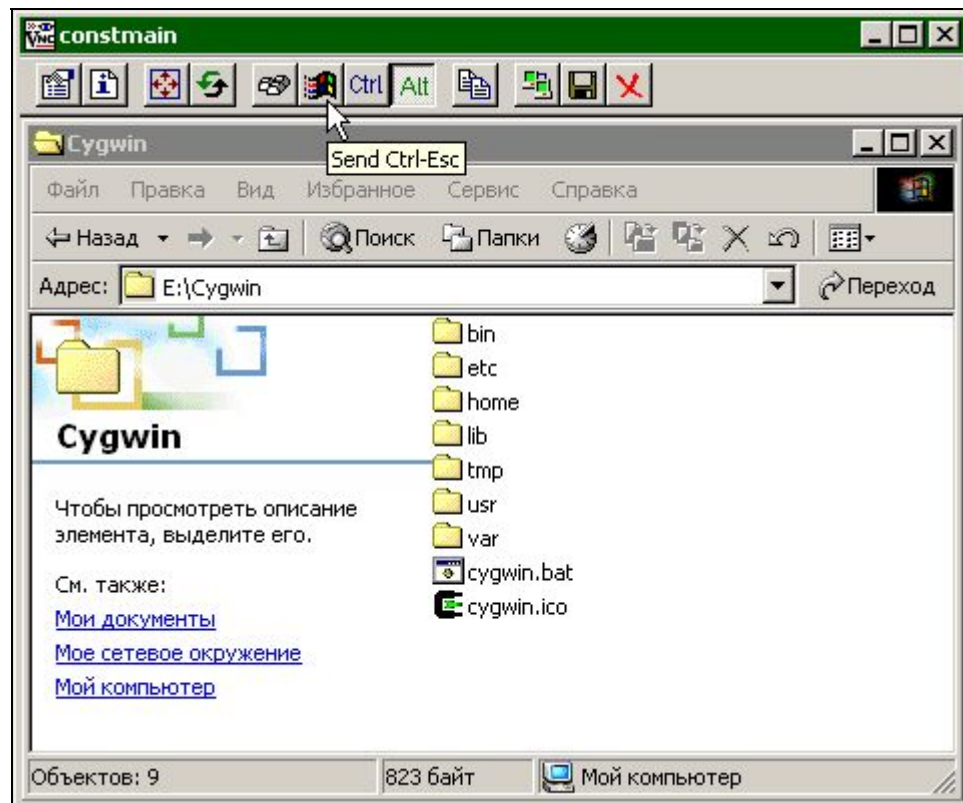 VNC constmain
Ctrl Alt
Send Ctrl-Esc
Cygwin
Файл Правка Вид Избранное Сервис Справка
Назад Поиск Папки
Адрес: E:\Cygwin Переход
bin
etc
home
lib
tmp
usr
var
cygwin.bat
cygwin.ico
Cygwin
Чтобы просмотреть описание
элемента, выделите его.
См. также:
Мои документы
Мое сетевое окружение
Мой компьютер
Объектов: 9 823 байт Мой компьютер